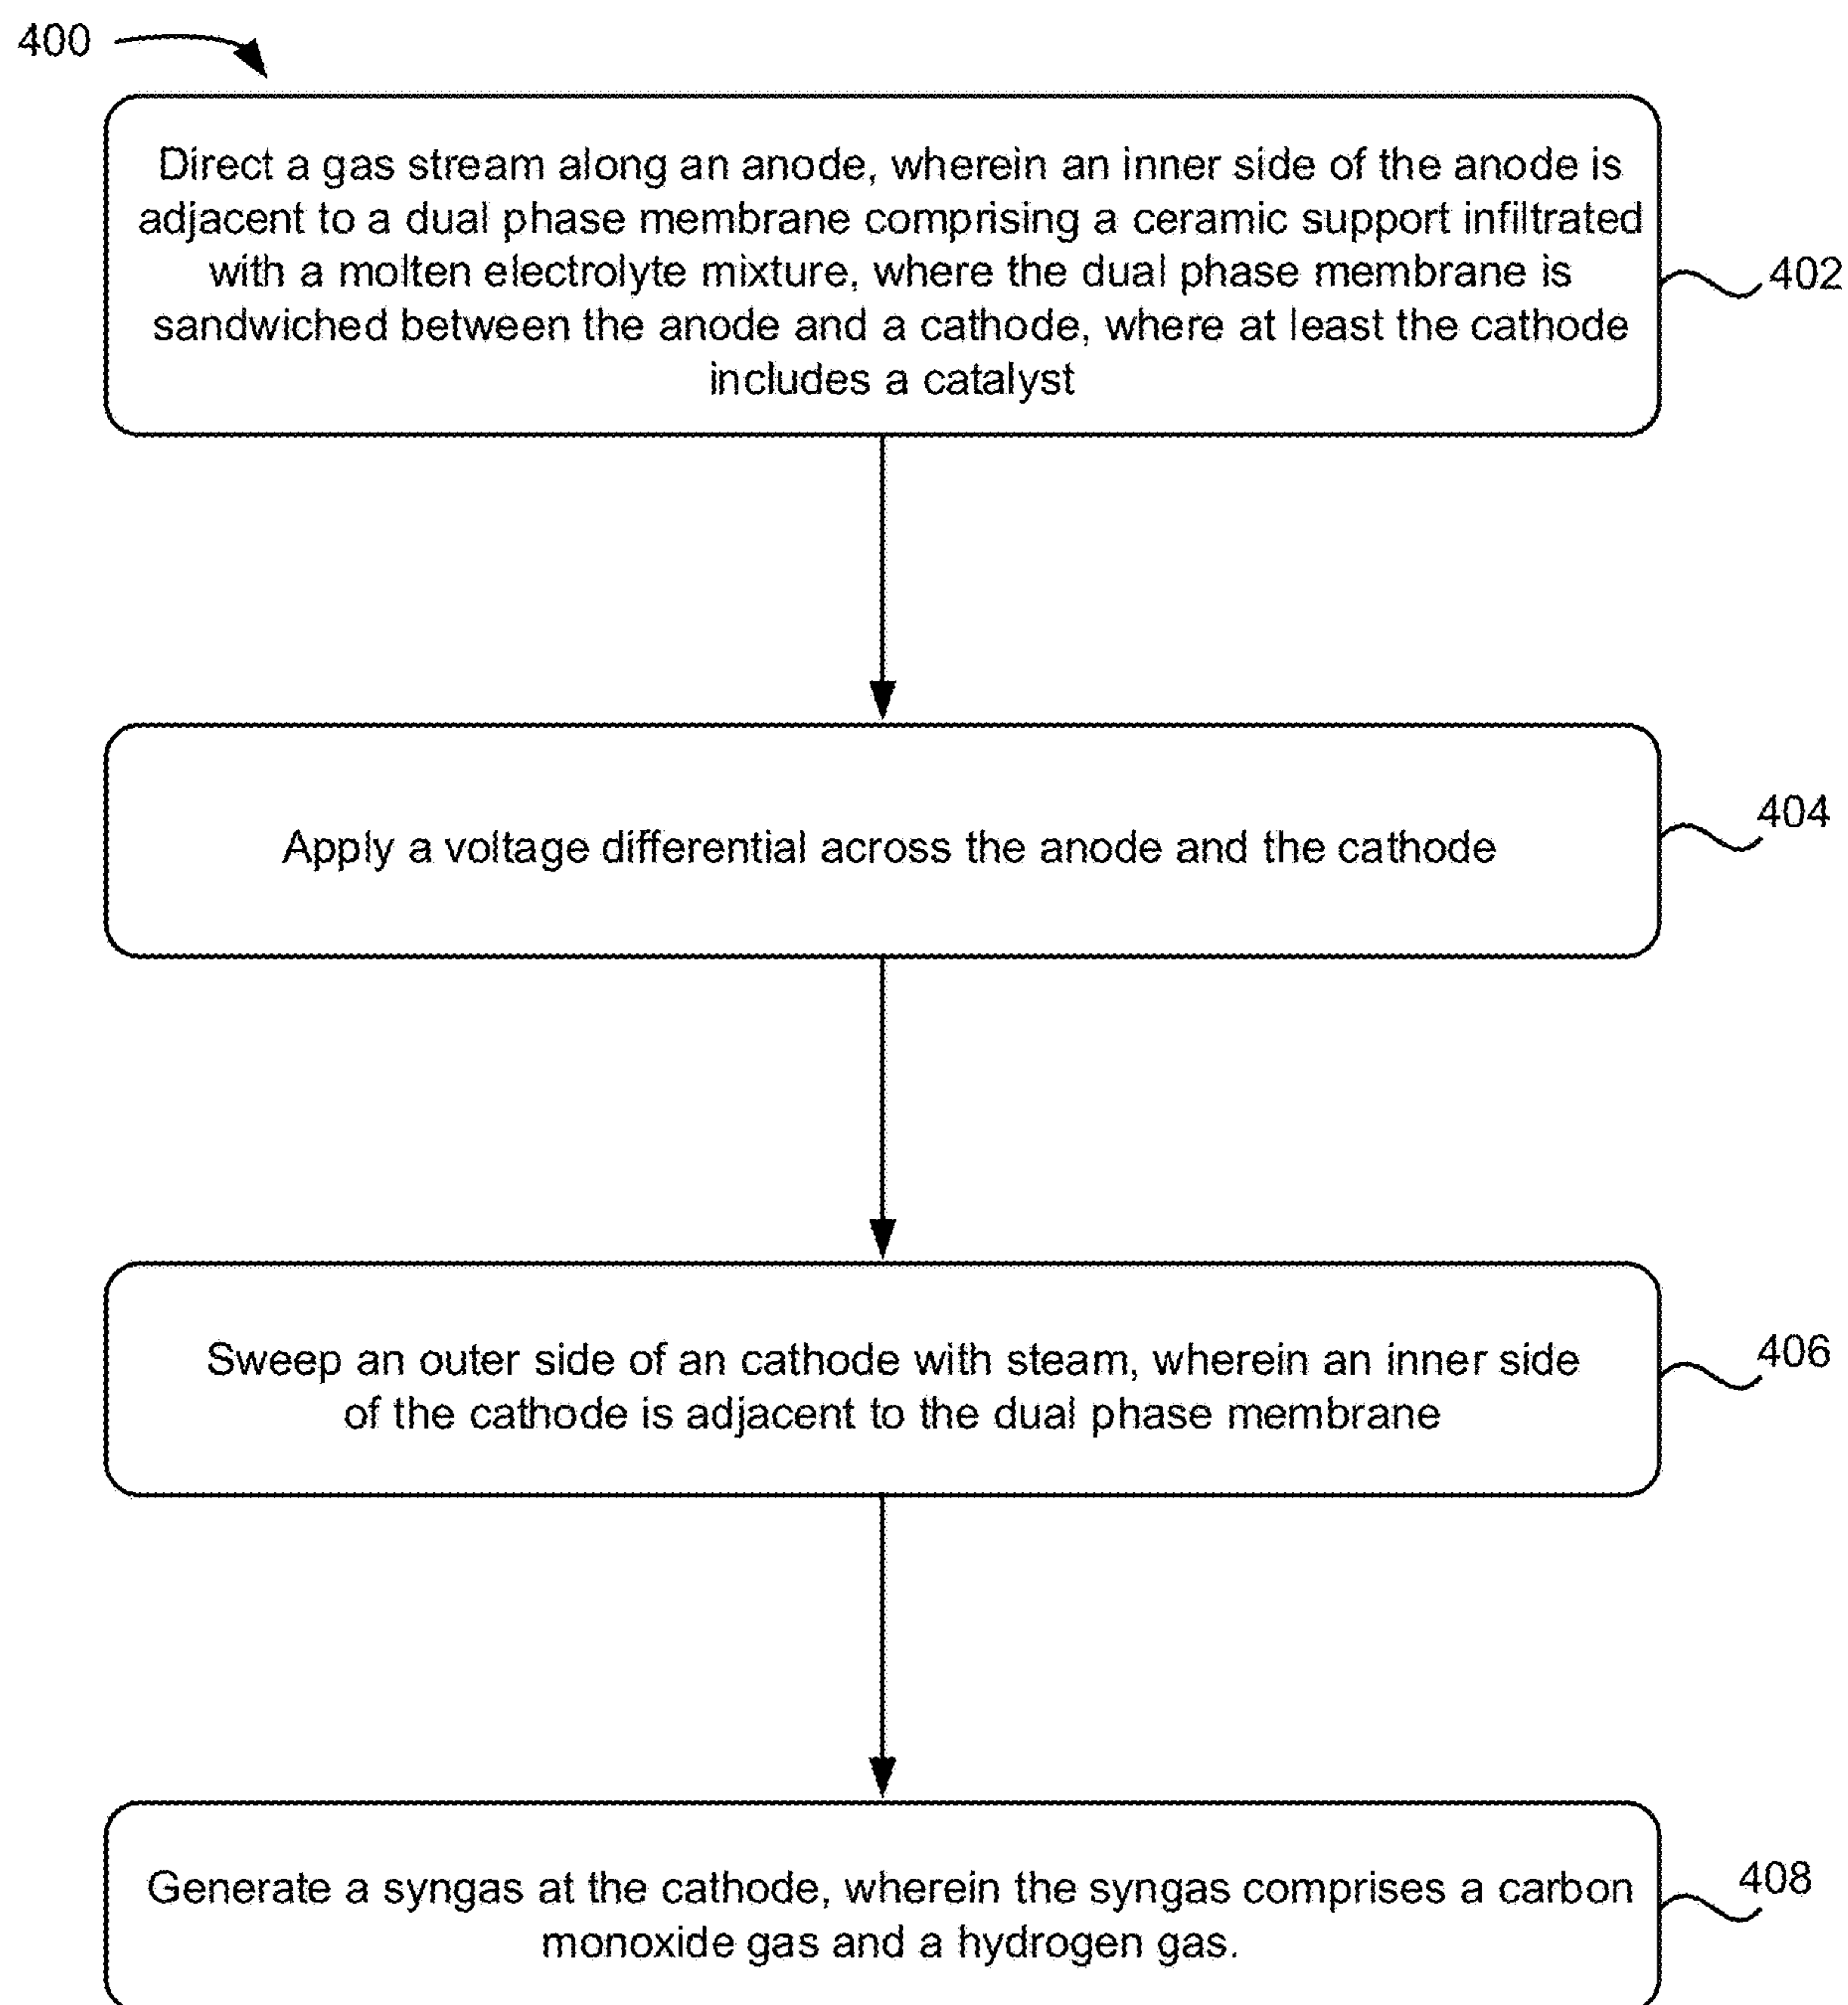 400
Direct a gas stream along an anode, wherein an inner side of the anode is
adjacent to a dual phase membrane comprising a ceramic support infiltrated
with a molten electrolyte mixture, where the dual phase membrane is
sandwiched between the anode and a cathode, where at least the cathode
includes a catalyst
402
Apply a voltage differential across the anode and the cathode
404
Sweep an outer side of an cathode with steam, wherein an inner side
of the cathode is adjacent to the dual phase membrane
406
Generate a syngas at the cathode, wherein the syngas comprises a carbon
monoxide gas and a hydrogen gas.
408